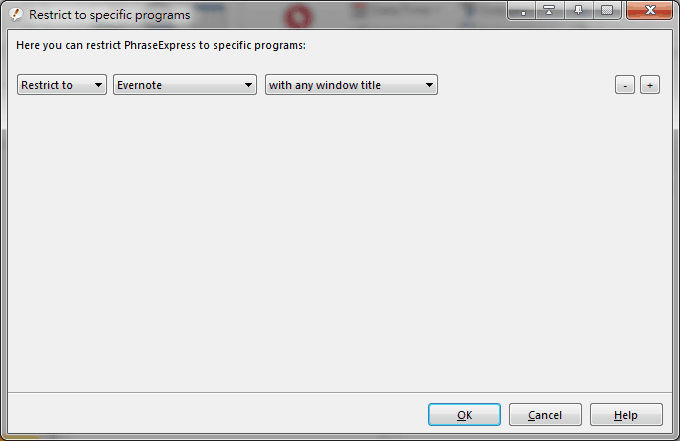 Restrict to specific programs
Here you can restrict PhraseExpress to specific programs:
Restrict to Evernote with any window title - +
OK Cancel Help